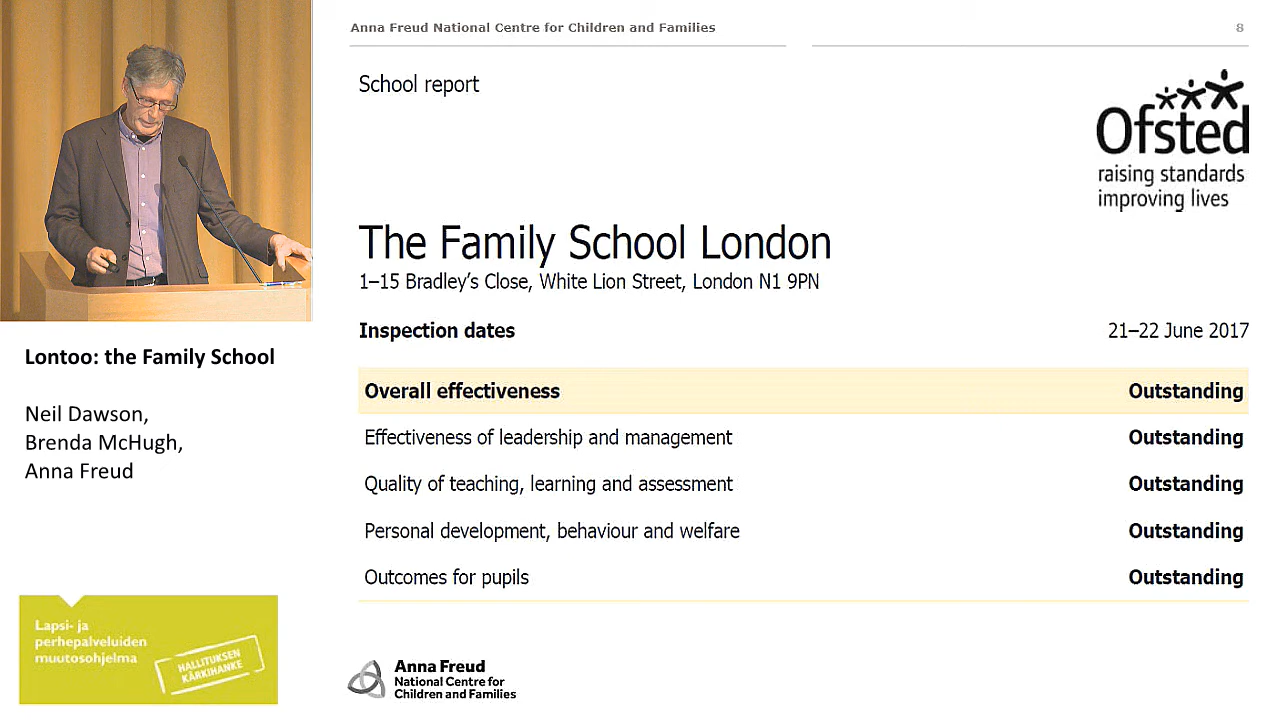 Anna Freud National Centre for Children and Families
8
School report
Ofsted
raising standards
improving lives
The Family School London
1–15 Bradley's Close, White Lion Street, London N1 9PN
Inspection dates 21–22 June 2017
Overall effectiveness Outstanding
Effectiveness of leadership and management Outstanding
Quality of teaching, learning and assessment Outstanding
Personal development, behaviour and welfare Outstanding
Outcomes for pupils Outstanding
Anna Freud
National Centre for
Children and Families
Lontoo: the Family School
Neil Dawson,
Brenda McHugh,
Anna Freud
Lapsi- ja
perhepalveluiden
muutosohjelma
HALLITUKSEN
KÄRKIHANKE